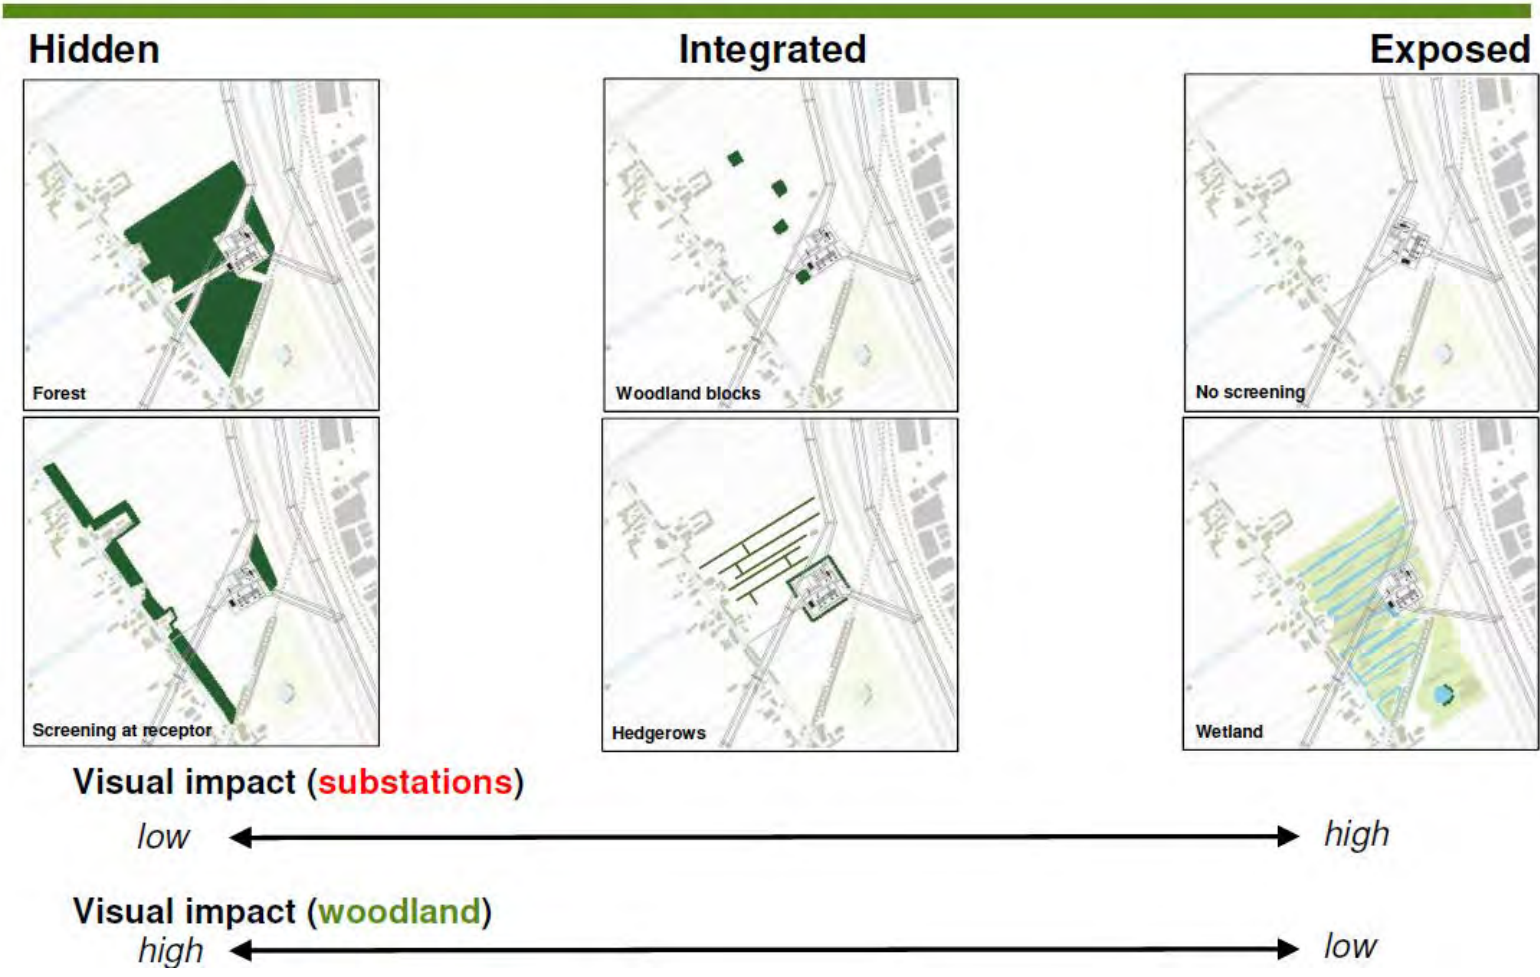 Hidden
Integrated
Exposed
Forest
Woodland blocks
No screening
Screening at receptor
Hedgerows
Wetland
Visual impact (substations)
low
high
Visual impact (woodland)
high
low